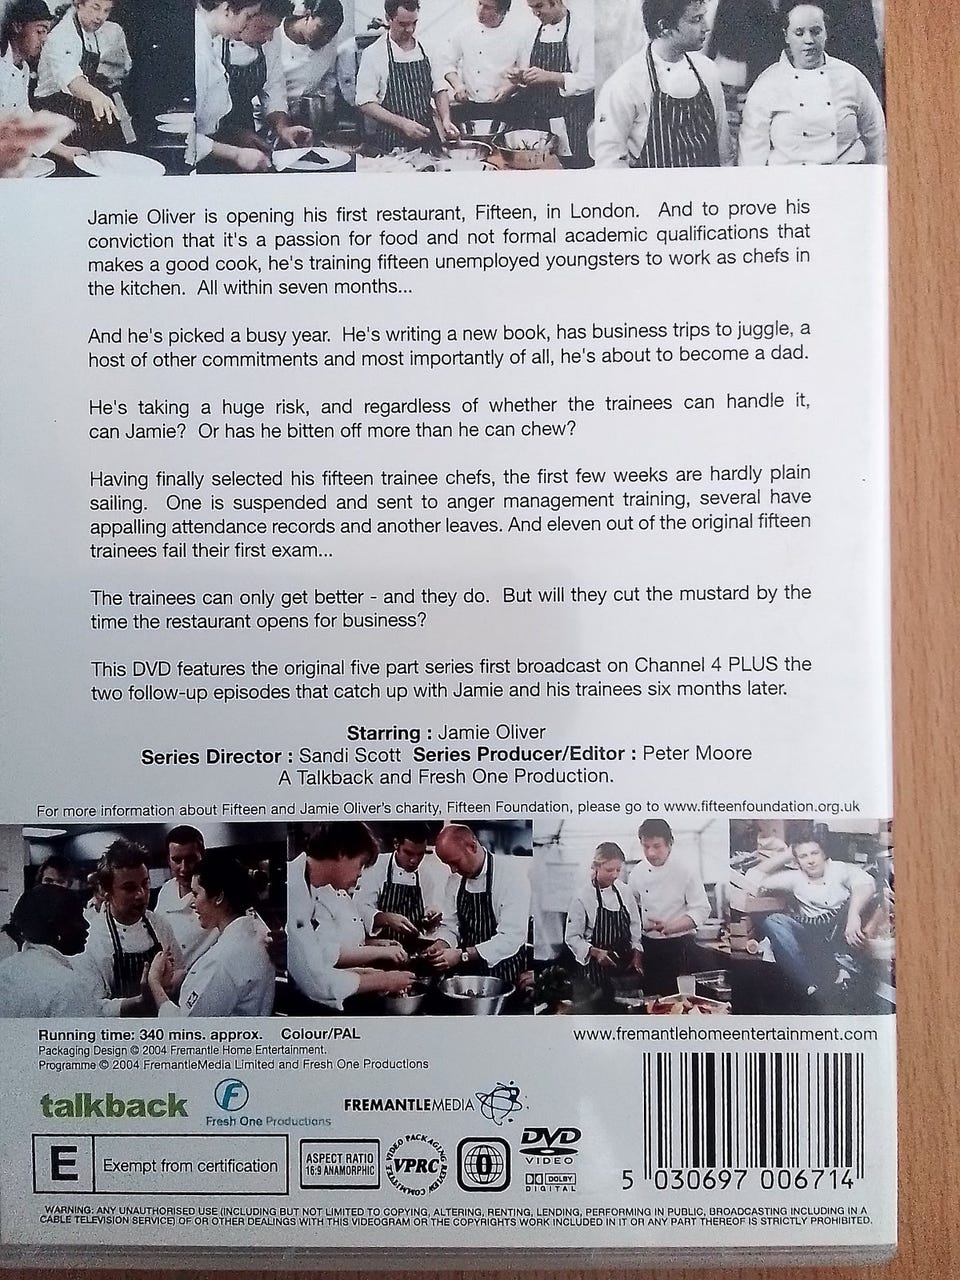 Jamie Oliver is opening his first restaurant, Fifteen, in London. And to prove his
conviction that it's a passion for food and not formal academic qualifications that
makes a good cook, he's training fifteen unemployed youngsters to work as chefs in
the kitchen. All within seven months...
And he's picked a busy year. He's writing a new book, has business trips to juggle, a
host of other commitments and most importantly of all, he's about to become a dad.
He's taking a huge risk, and regardless of whether the trainees can handle it,
can Jamie? Or has he bitten off more than he can chew?
Having finally selected his fifteen trainee chefs, the first few weeks are hardly plain
sailing. One is suspended and sent to anger management training, several have
appalling attendance records and another leaves. And eleven out of the original fifteen
trainees fail their first exam...
The trainees can only get better - and they do. But will they cut the mustard by the
time the restaurant opens for business?
This DVD features the original five part series first broadcast on Channel 4 PLUS the
two follow-up episodes that catch up with Jamie and his trainees six months later.
Starring : Jamie Oliver
Series Director : Sandi Scott Series Producer/Editor : Peter Moore
A Talkback and Fresh One Production.
For more information about Fifteen and Jamie Oliver's charity, Fifteen Foundation, please go to www.fifteenfoundation.org.uk
Running time: 340 mins. approx. Colour/PAL
www.fremantlehomeentertainment.com
Packaging Design © 2004 Fremantle Home Entertainment.
Programme © 2004 FremantleMedia Limited and Fresh One Productions
talkback
F
Fresh One Productions
FREMANTLEMEDIA
E Exempt from certification
ASPECT RATIO
16:9 ANAMORPHIC
VIDEO PACKAGING REVIEW COMMITTEE
VPRC
0
DVD
VIDEO
DOLBY
DIGITAL
5 030697 006714
WARNING: ANY UNAUTHORISED USE (INCLUDING BUT NOT LIMITED TO COPYING, ALTERING, RENTING, LENDING, PERFORMING IN PUBLIC, BROADCASTING INCLUDING IN A
CABLE TELEVISION SERVICE) OF OR OTHER DEALINGS WITH THIS VIDEOGRAM OR THE COPYRIGHTS WORK INCLUDED IN IT OR ANY PART THEREOF IS STRICTLY PROHIBITED.